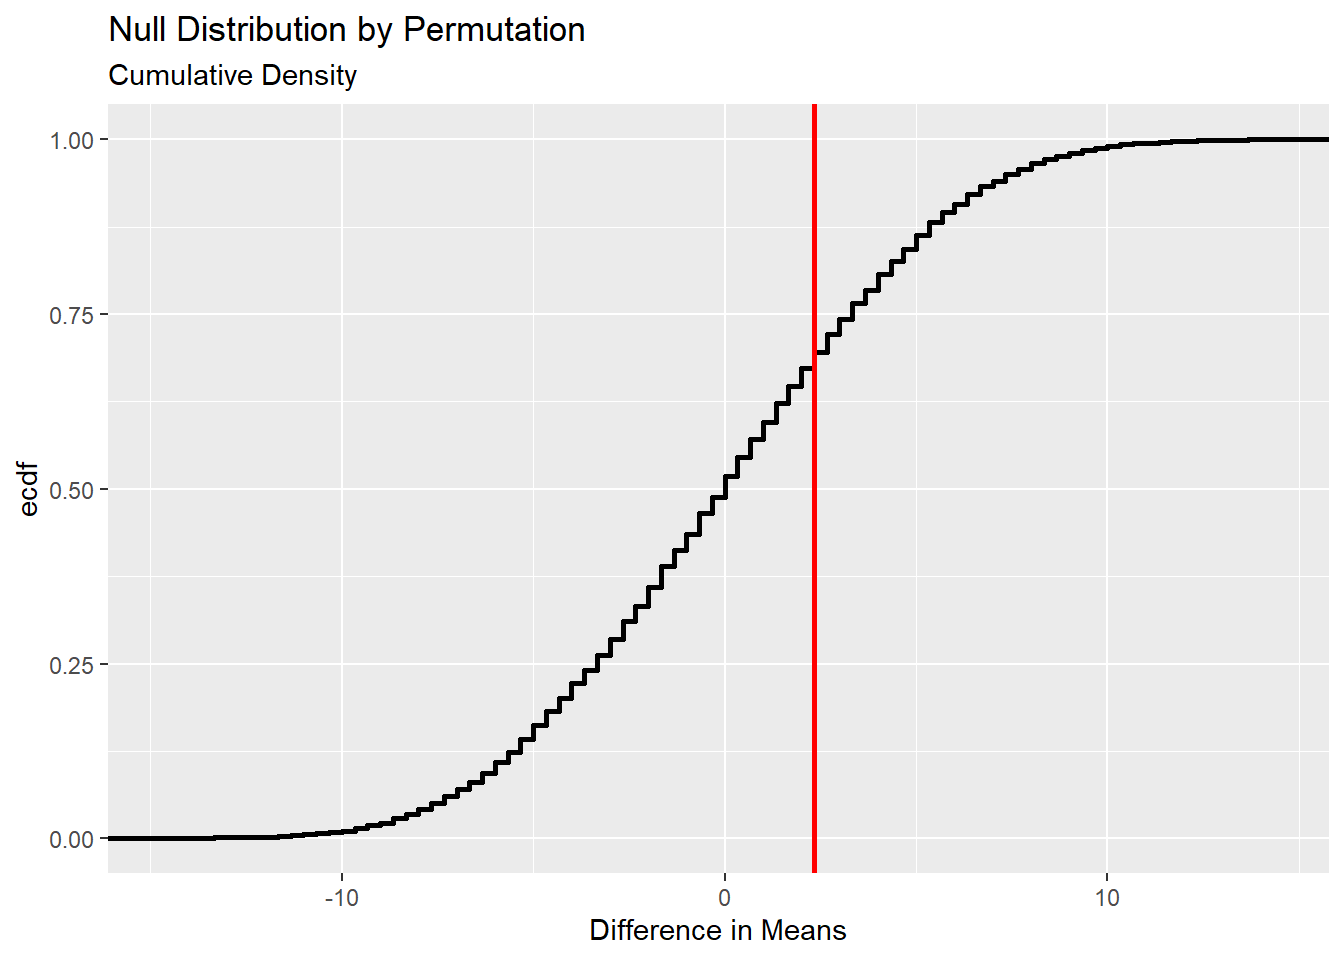 Null Distribution by Permutation
Cumulative Density
1.00
0.75
0.50
0.25
0.00
ecdf
-10 0 10
Difference in Means